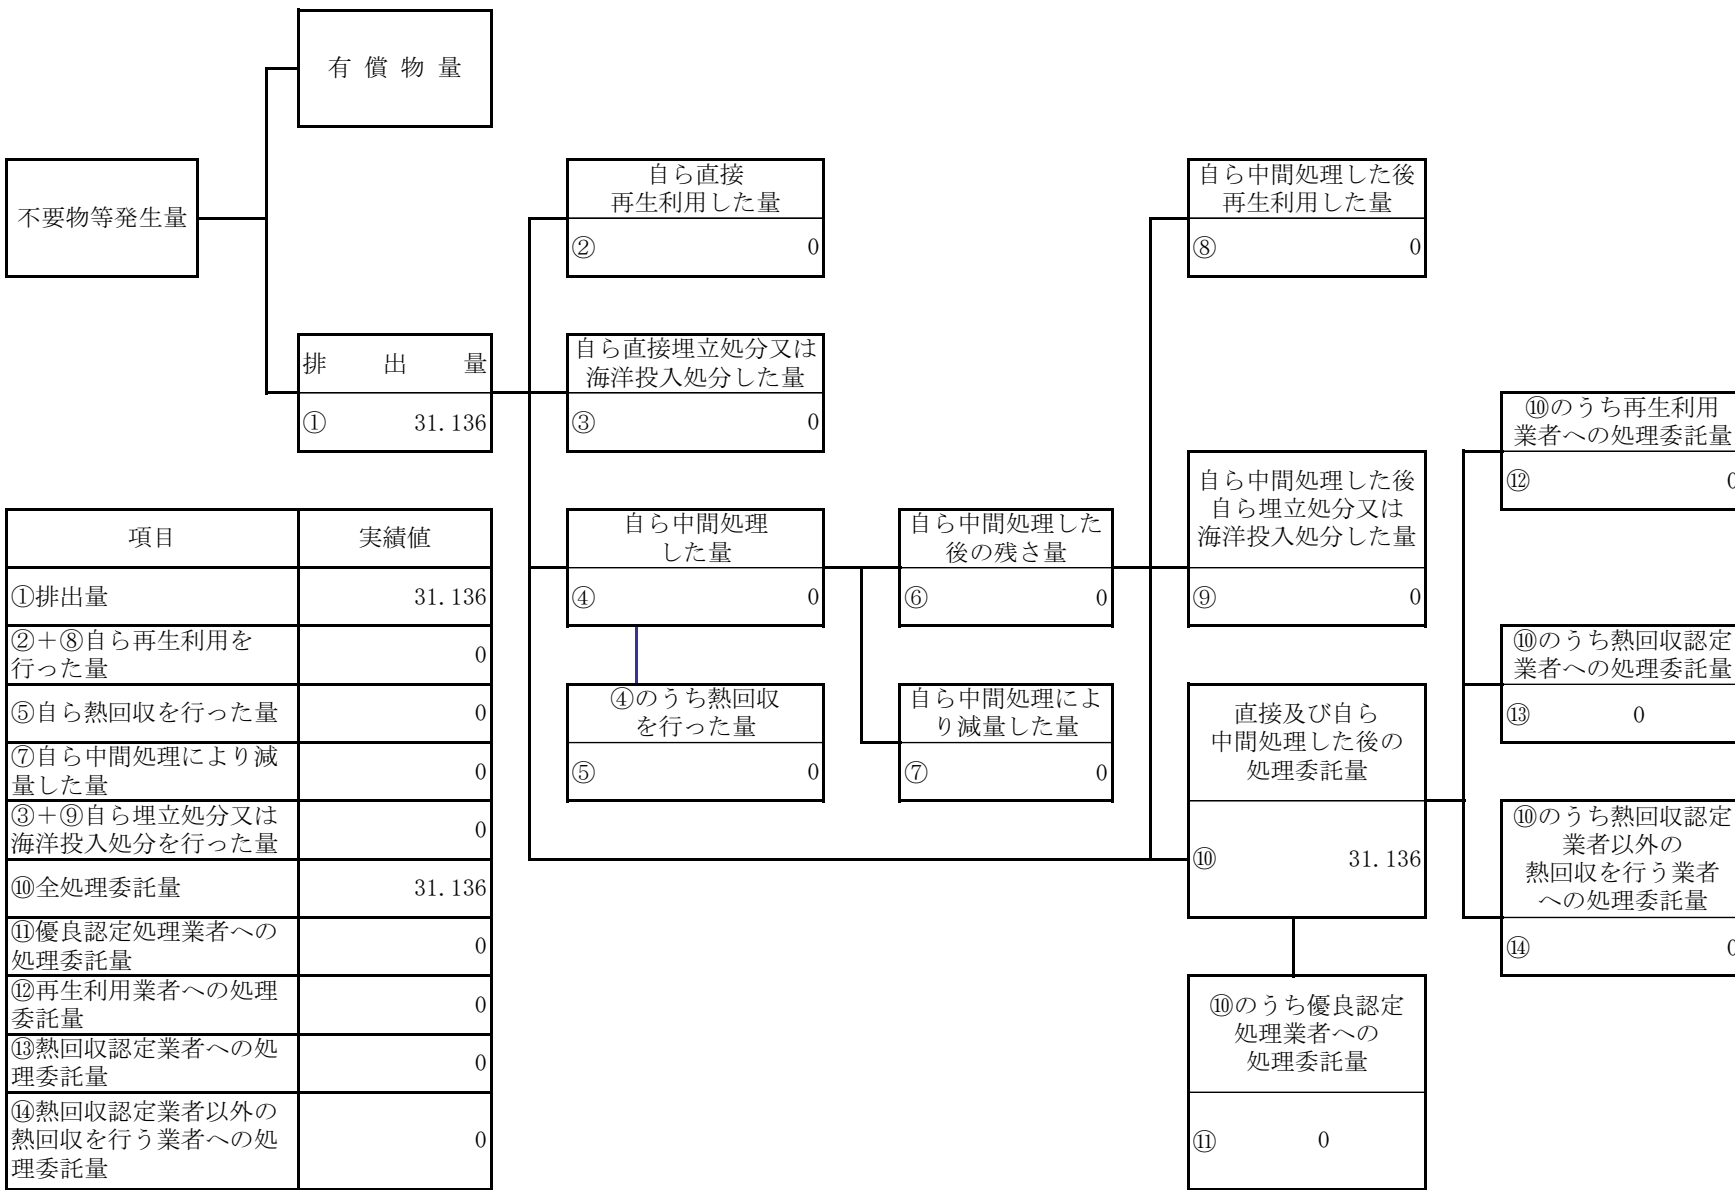 有 償 物 量
不要物等発生量
自ら直接
再生利用した量
② 0
自ら中間処理した後
再生利用した量
⑧ 0
排 出 量
① 31.136
自ら直接埋立処分又は
海洋投入処分した量
③ 0
⑩のうち再生利用
業者への処理委託量
⑫ 0
自ら中間処理した後
自ら埋立処分又は
海洋投入処分した量
⑨ 0
自ら中間処理
した量
④ 0
自ら中間処理した
後の残さ量
⑥ 0
⑩のうち熱回収認定
業者への処理委託量
⑬ 0
④のうち熱回収
を行った量
⑤ 0
自ら中間処理によ
り減量した量
⑦ 0
直接及び自ら
中間処理した後の
処理委託量
⑩ 31.136
⑩のうち熱回収認定
業者以外の
熱回収を行う業者
への処理委託量
⑭ 0
⑩のうち優良認定
処理業者への
処理委託量
⑪ 0
項目 実績値
①排出量 31.136
②+⑧自ら再生利用を
行った量 0
⑤自ら熱回収を行った量 0
⑦自ら中間処理により減
量した量 0
③+⑨自ら埋立処分又は
海洋投入処分を行った量 0
⑩全処理委託量 31.136
⑪優良認定処理業者への
処理委託量 0
⑫再生利用業者への処理
委託量 0
⑬熱回収認定業者への処
理委託量 0
⑭熱回収認定業者以外の
熱回収を行う業者への処
理委託量 0